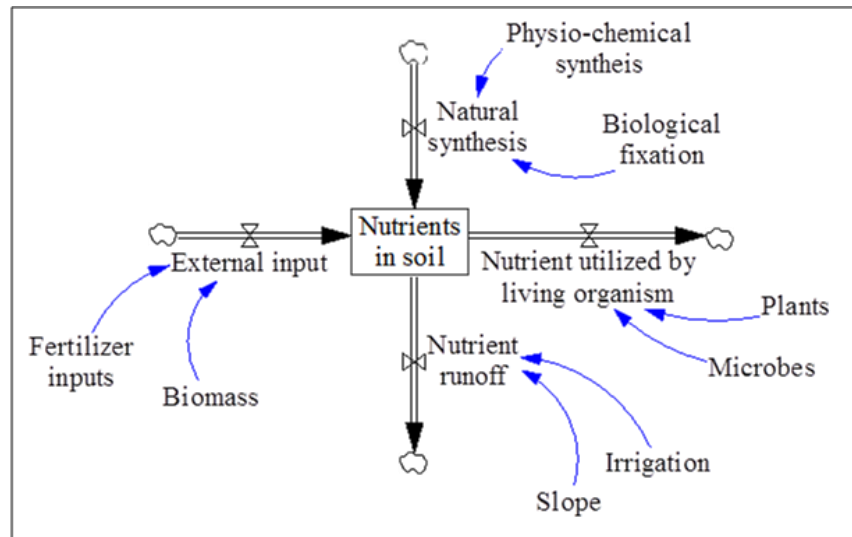 Physio-chemical
syntheis
Natural
synthesis
Biological
fixation
Nutrients
in soil
External input
Nutrient utilized by
living organism
Plants
Fertilizer
inputs
Biomass
Nutrient
runoff
Microbes
Irrigation
Slope